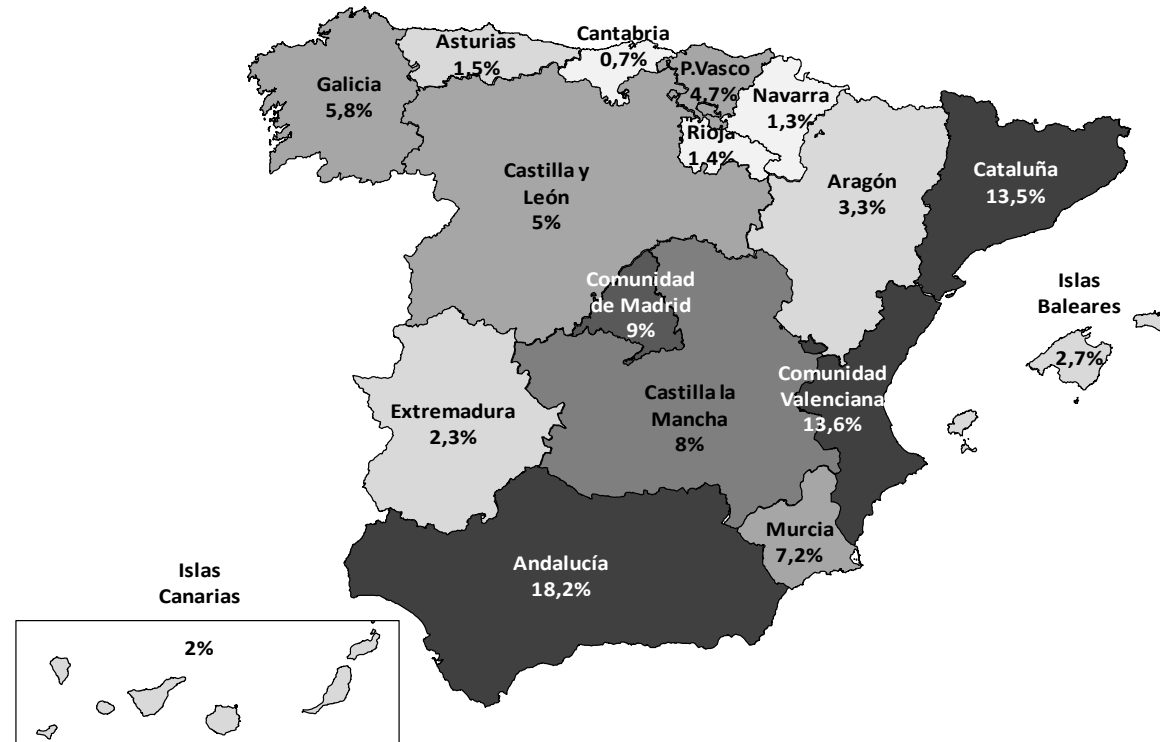 Cantabria
0,7%
Asturias
1,5%
P.Vasco
4,7%
Galicia
5,8%
Navarra
1,3%
Rioja
1,4%
Castilla y
León
5%
Aragón
3,3%
Cataluña
13,5%
Comunidad
de Madrid
9%
Islas
Baleares
2,7%
Comunidad
Valenciana
13,6%
Castilla la
Mancha
8%
Extremadura
2,3%
Murcia
7,2%
Andalucía
18,2%
Islas
Canarias
2%